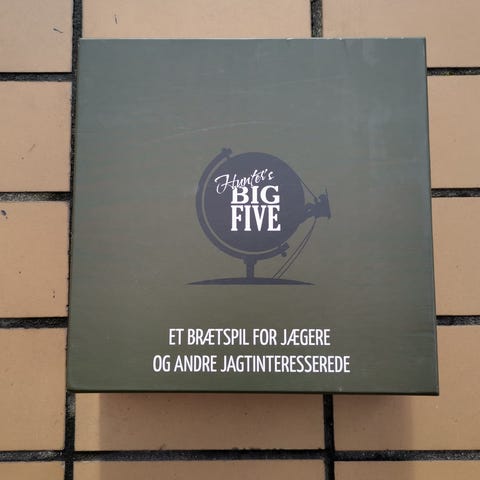 Hunter's
BIG
FIVE
ET BRÆTSPIL FOR JÆGERE
OG ANDRE JAGTINTERESSEREDE